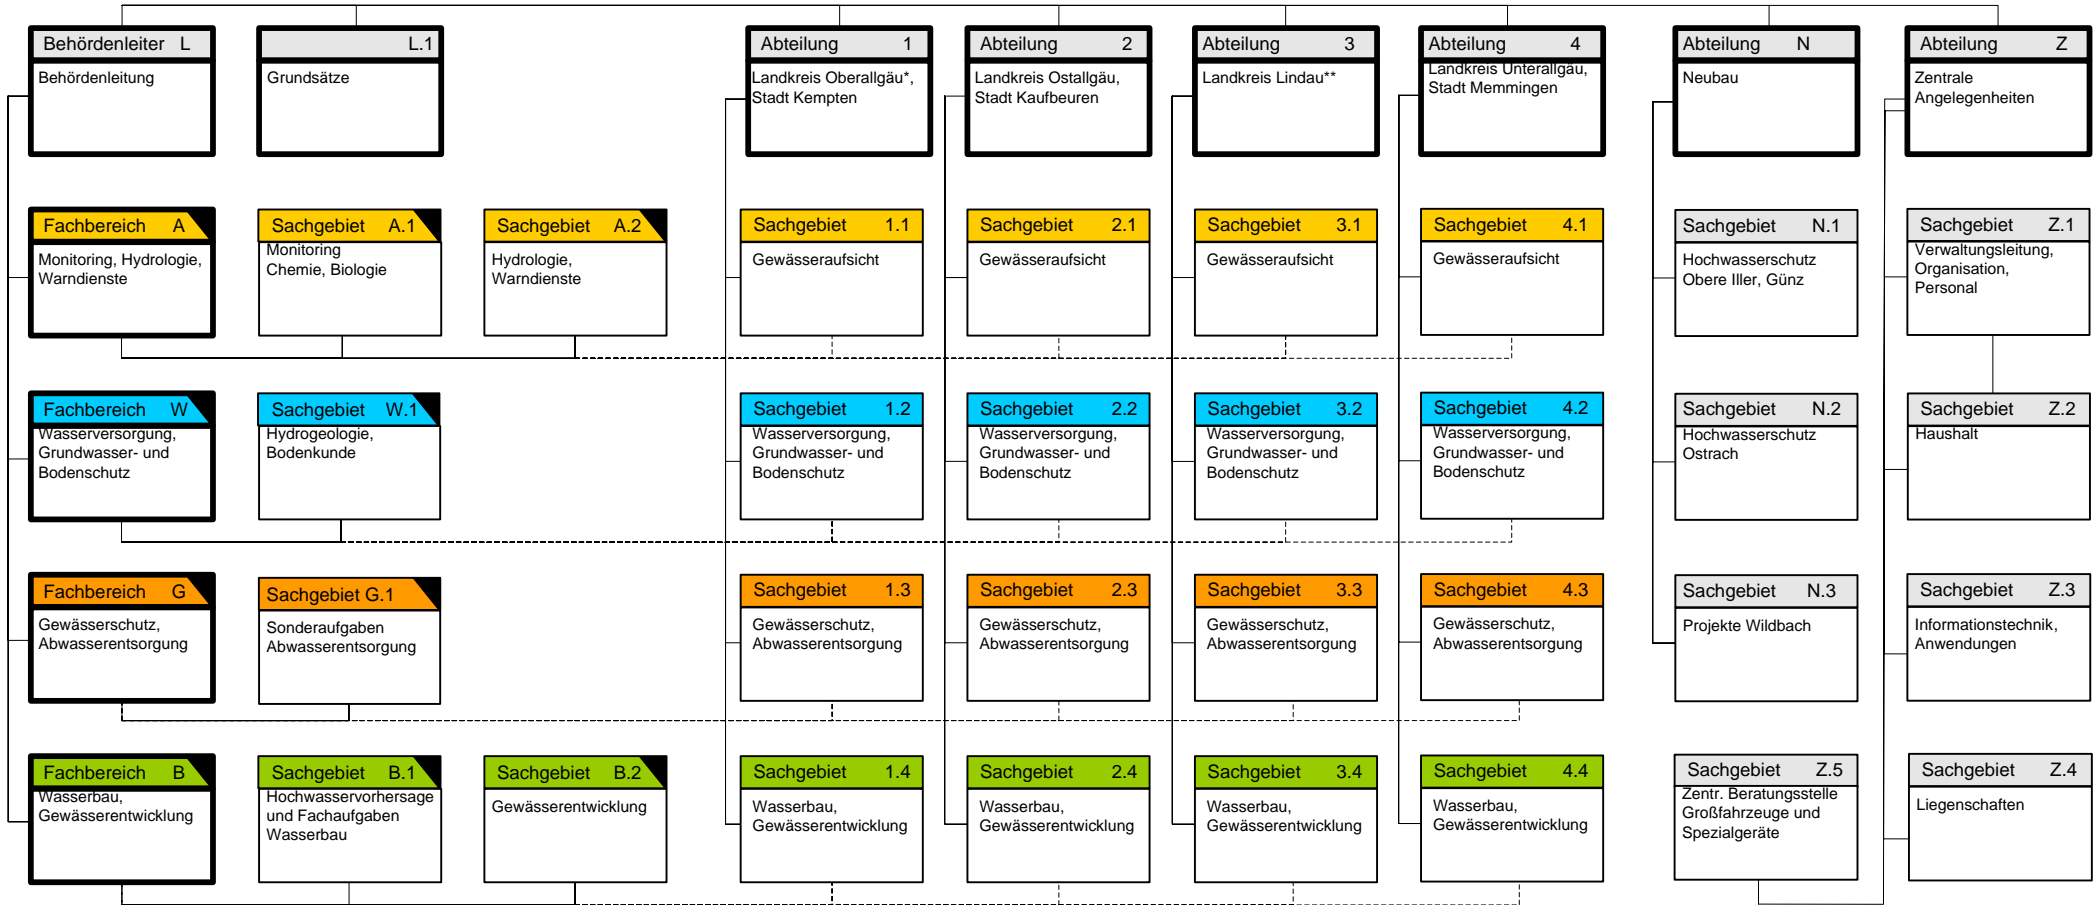 Behördenleiter L
Behördenleitung
L.1
Grundsätze
Abteilung 1
Landkreis Oberallgäu*,
Stadt Kempten
Abteilung 2
Landkreis Ostallgäu,
Stadt Kaufbeuren
Abteilung 3
Landkreis Lindau**
Abteilung 4
Landkreis Unterallgäu,
Stadt Memmingen
Abteilung N
Neubau
Abteilung Z
Zentrale
Angelegenheiten
Fachbereich A
Monitoring, Hydrologie,
Warndienste
Sachgebiet A.1
Monitoring
Chemie, Biologie
Sachgebiet A.2
Hydrologie,
Warndienste
Sachgebiet 1.1
Gewässeraufsicht
Sachgebiet 2.1
Gewässeraufsicht
Sachgebiet 3.1
Gewässeraufsicht
Sachgebiet 4.1
Gewässeraufsicht
Sachgebiet N.1
Hochwasserschutz
Obere Iller, Günz
Sachgebiet Z.1
Verwaltungsleitung,
Organisation,
Personal
Fachbereich W
Wasserversorgung,
Grundwasser- und
Bodenschutz
Sachgebiet W.1
Hydrogeologie,
Bodenkunde
Sachgebiet 1.2
Wasserversorgung,
Grundwasser- und
Bodenschutz
Sachgebiet 2.2
Wasserversorgung,
Grundwasser- und
Bodenschutz
Sachgebiet 3.2
Wasserversorgung,
Grundwasser- und
Bodenschutz
Sachgebiet 4.2
Wasserversorgung,
Grundwasser- und
Bodenschutz
Sachgebiet N.2
Hochwasserschutz
Ostrach
Sachgebiet Z.2
Haushalt
Fachbereich G
Gewässerschutz,
Abwasserentsorgung
Sachgebiet G.1
Sonderaufgaben
Abwasserentsorgung
Sachgebiet 1.3
Gewässerschutz,
Abwasserentsorgung
Sachgebiet 2.3
Gewässerschutz,
Abwasserentsorgung
Sachgebiet 3.3
Gewässerschutz,
Abwasserentsorgung
Sachgebiet 4.3
Gewässerschutz,
Abwasserentsorgung
Sachgebiet N.3
Projekte Wildbach
Sachgebiet Z.3
Informationstechnik,
Anwendungen
Fachbereich B
Wasserbau,
Gewässerentwicklung
Sachgebiet B.1
Hochwasservorhersage
und Fachaufgaben
Wasserbau
Sachgebiet B.2
Gewässerentwicklung
Sachgebiet 1.4
Wasserbau,
Gewässerentwicklung
Sachgebiet 2.4
Wasserbau,
Gewässerentwicklung
Sachgebiet 3.4
Wasserbau,
Gewässerentwicklung
Sachgebiet 4.4
Wasserbau,
Gewässerentwicklung
Sachgebiet Z.5
Zentr. Beratungsstelle
Großfahrzeuge und
Spezialgeräte
Sachgebiet Z.4
Liegenschaften